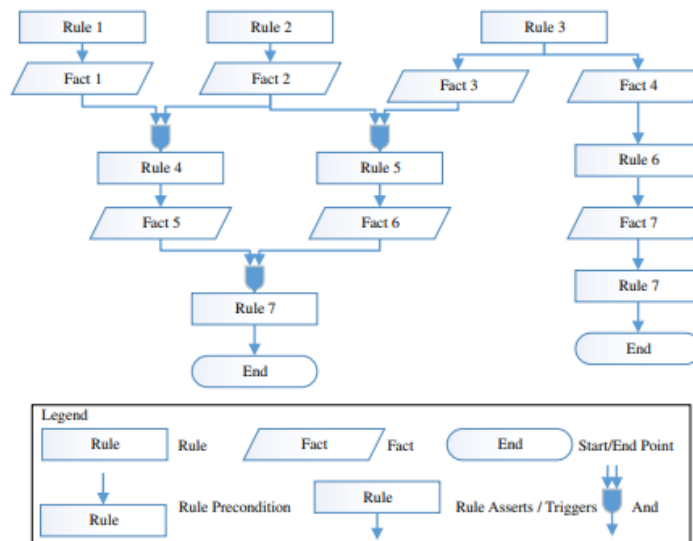 Rule 1
Rule 2
Rule 3
Fact 1
Fact 2
Fact 3
Fact 4
Rule 4
Rule 5
Rule 6
Fact 5
Fact 6
Fact 7
Rule 7
Rule 7
End
End
Legend
Rule
Rule
Fact
Fact
End
Start/End Point
Rule
Rule Precondition
Rule
Rule Asserts / Triggers
And